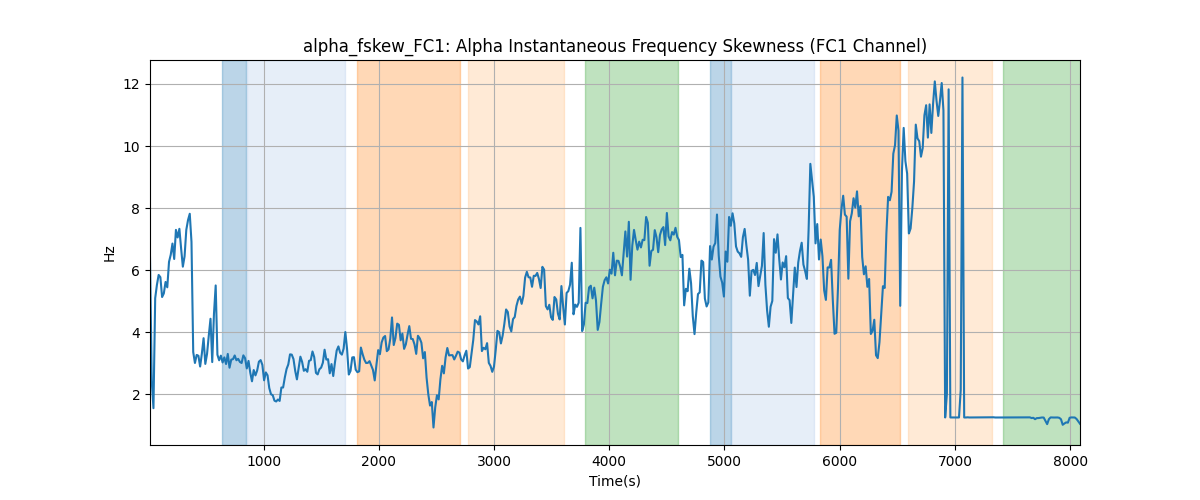 alpha_fskew_FC1: Alpha Instantaneous Frequency Skewness (FC1 Channel)
12
10
8
6
4
2
Hz
1000 2000 3000 4000 5000 6000 7000 8000
Time(s)